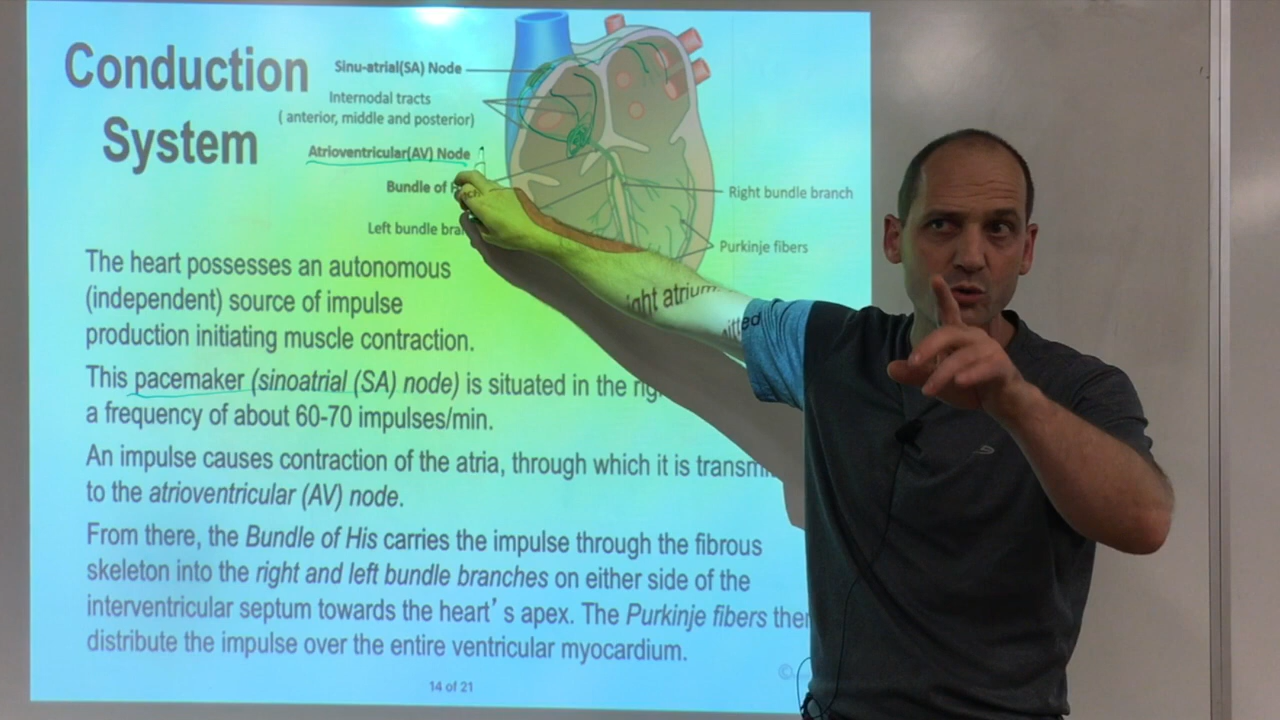 Conduction
System
Sinu-atrial(SA) Node
Internodal tracts
( anterior, middle and posterior)
Atrioventricular(AV) Node
Bundle of
Left bundle
Right bundle branch
Purkinje fibers
The heart possesses an autonomous
(independent) source of impulse
production initiating muscle contraction.
This pacemaker (sinoatrial (SA) node) is situated in the
atrium
a frequency of about 60-70 impulses/min.
An impulse causes contraction of the atria, through which it is
to the atrioventricular (AV) node.
From there, the Bundle of His carries the impulse through the fibrous
skeleton into the right and left bundle branches on either side of the
interventricular septum towards the heart's apex. The Purkinje fibers
distribute the impulse over the entire ventricular myocardium.
14 of 21
©